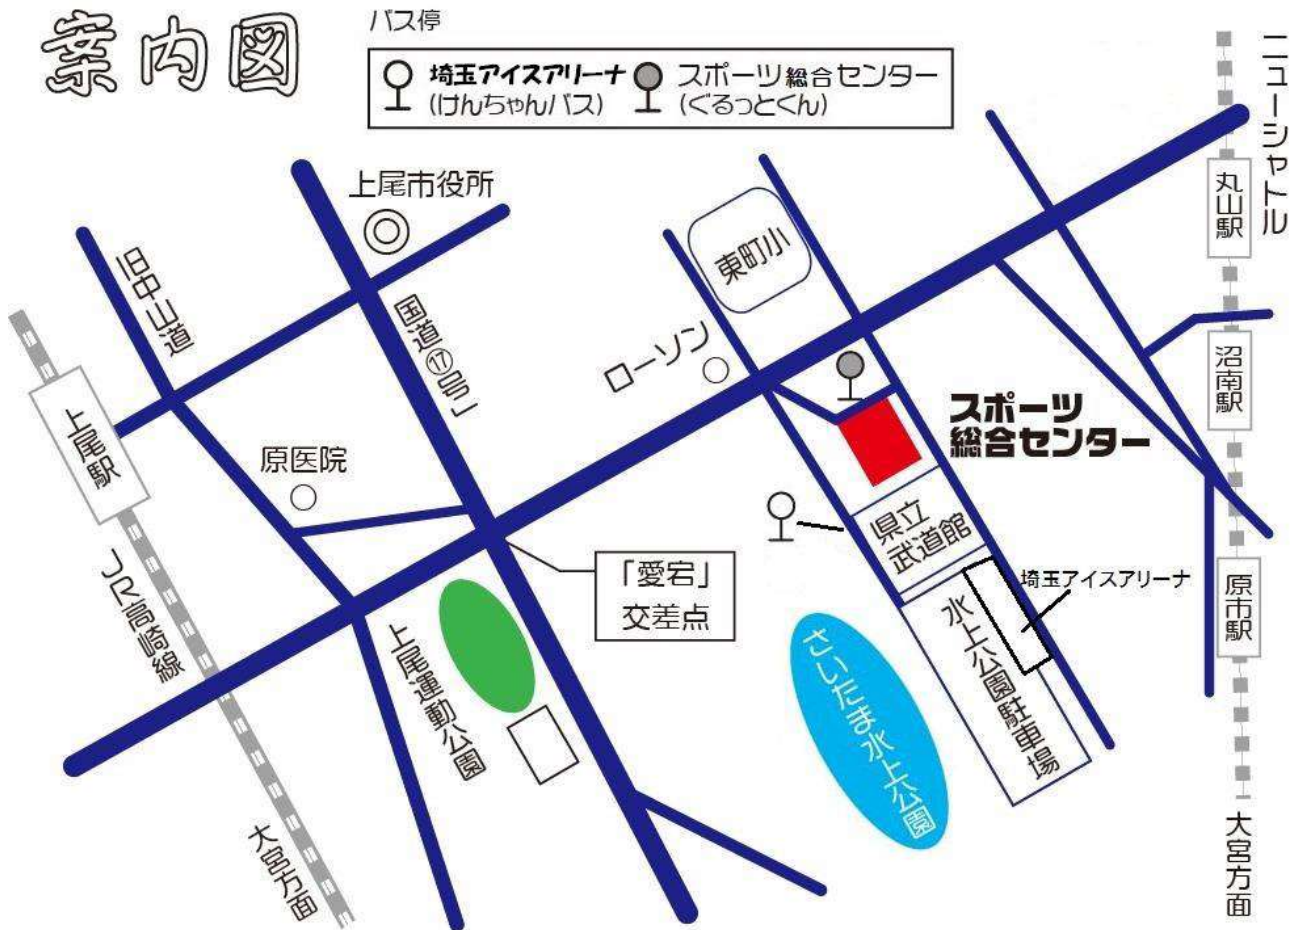 案内図
バス停
埼玉アイスアリーナ
(けんちゃんバス)
スポーツ総合センター
(ぐるっとくん)
ニューシャトル
丸山駅
上尾市役所
旧中山道
国道⑰号」
東町小
ローソン
沼南駅
上尾駅
原医院
スポーツ
総合センター
県立
武道館
「愛宕」
交差点
埼玉アイスアリーナ
原市駅
JR高崎線
上尾運動公園
さいたま水上公園
水上公園駐車場
大宮方面
大宮方面